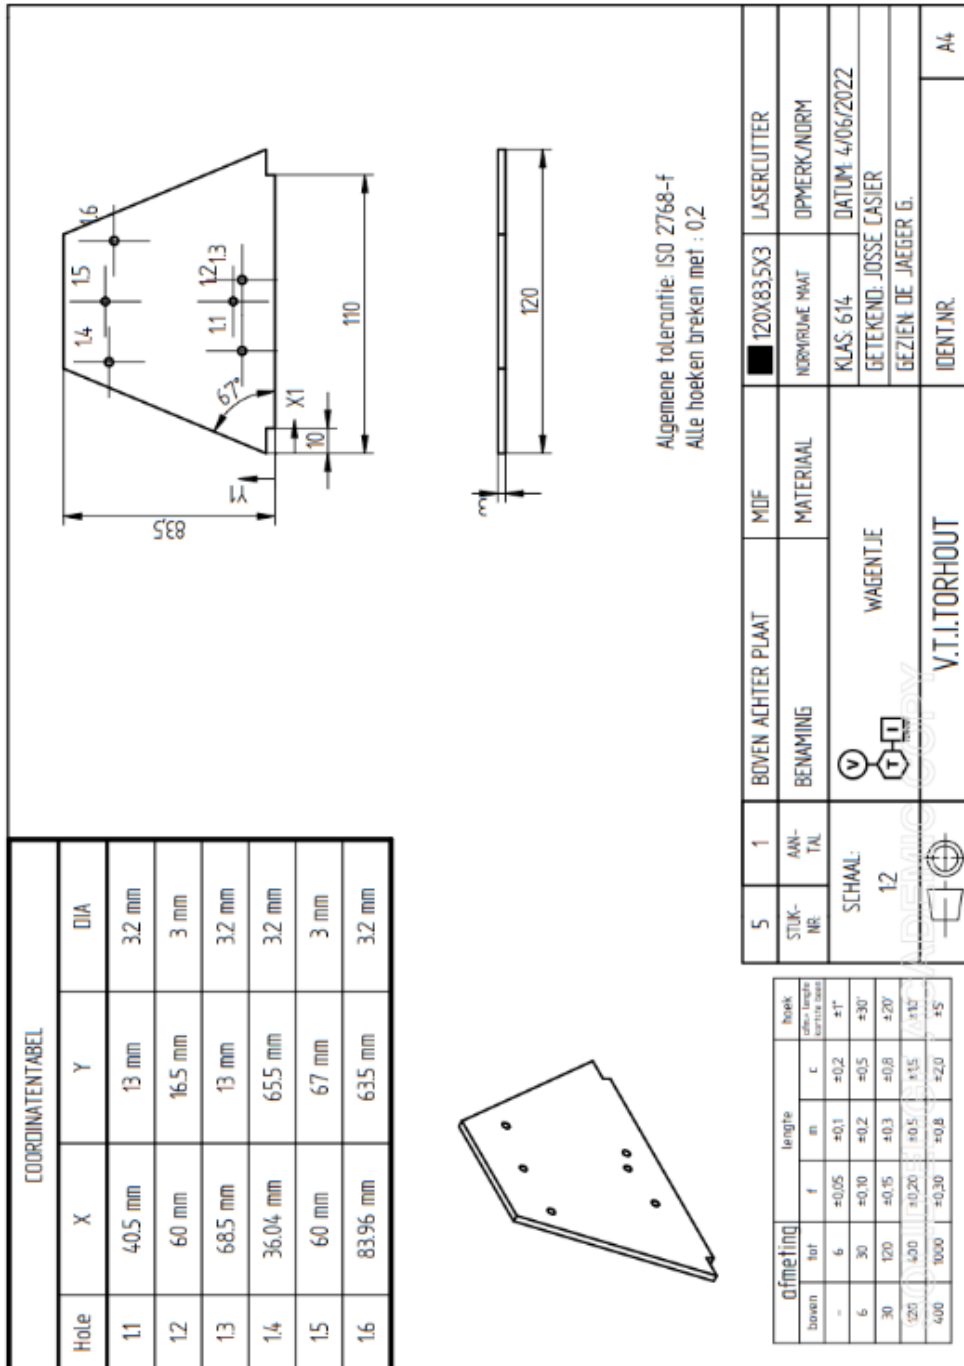 COORDINATENTABEL
Hole X Y DIA
1.1 40.5 mm 13 mm 3.2 mm
1.2 60 mm 16.5 mm 3 mm
1.3 68.5 mm 13 mm 3.2 mm
1.4 36.04 mm 65.5 mm 3.2 mm
1.5 60 mm 67 mm 3 mm
1.6 83.96 mm 63.5 mm 3.2 mm
83,5
1.4
1.5
1.6
1.1
1.2
1.3
67°
Y1
X1
10
110
3
120
Algemene tolerantie: ISO 2768-f
Alle hoeken breken met : 0,2
afmeting lengte hoek
boven tot f m c
- 6 ±0,05 ±0,1 ±0,2 ±1°
6 30 ±0,10 ±0,2 ±0,5 ±30'
30 120 ±0,15 ±0,3 ±0,8 ±20'
120 400 ±0,20 ±0,5 ±1,5 ±10'
400 1000 ±0,30 ±0,8 ±2,0 ±5'
5 1 BOVEN ACHTER PLAAT MDF 120X83,5X3 LASERCUTTER
STUK-
NR.
AAN-
TAL
BENAMING MATERIAAL NORM/RUWE MAAT OPMERK/NORM
SCHAAL:
1:2
V
T
I
WAGENTJE
KLAS: 614 DATUM: 4/06/2022
GETEKEND: JOSSE CASIER
GEZIEN: DE JAEGER G.
V.T.I.TORHOUT
IDENT.NR.
A4
ACADEMIC COPY